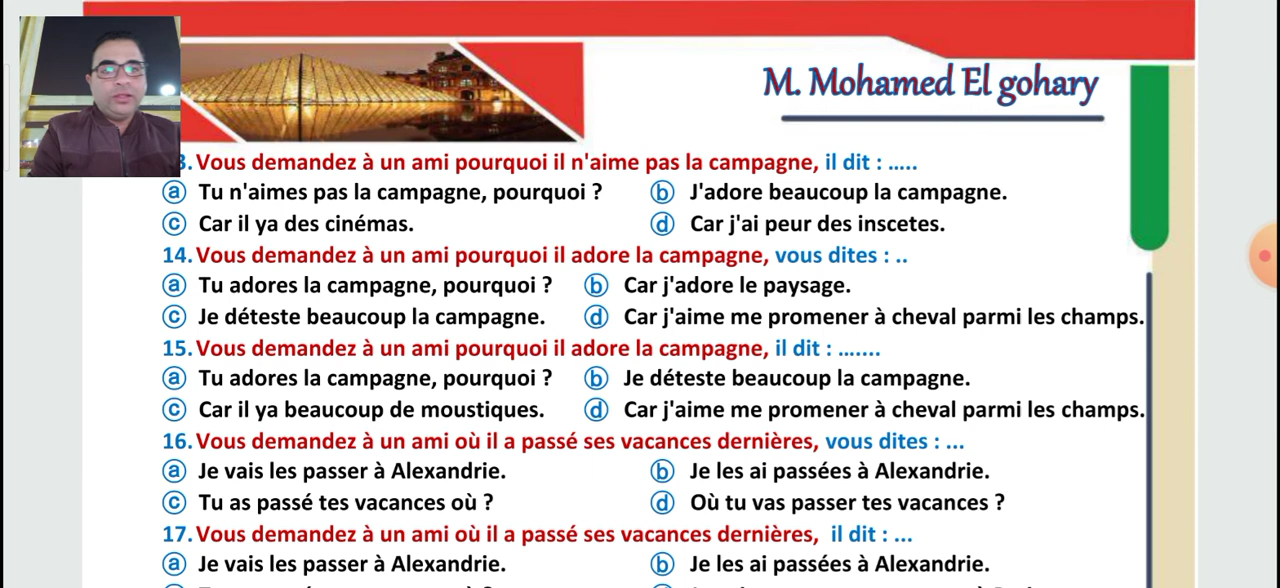 M. Mohamed El gohary
3. Vous demandez à un ami pourquoi il n'aime pas la campagne, il dit : .....
ⓐ Tu n'aimes pas la campagne, pourquoi ? ⓑ J'adore beaucoup la campagne.
ⓒ Car il ya des cinémas. ⓓ Car j'ai peur des inscetes.
14. Vous demandez à un ami pourquoi il adore la campagne, vous dites : ..
ⓐ Tu adores la campagne, pourquoi ? ⓑ Car j'adore le paysage.
ⓒ Je déteste beaucoup la campagne. ⓓ Car j'aime me promener à cheval parmi les champs.
15. Vous demandez à un ami pourquoi il adore la campagne, il dit : .......
ⓐ Tu adores la campagne, pourquoi ? ⓑ Je déteste beaucoup la campagne.
ⓒ Car il ya beaucoup de moustiques. ⓓ Car j'aime me promener à cheval parmi les champs.
16. Vous demandez à un ami où il a passé ses vacances dernières, vous dites : ...
ⓐ Je vais les passer à Alexandrie. ⓑ Je les ai passées à Alexandrie.
ⓒ Tu as passé tes vacances où ? ⓓ Où tu vas passer tes vacances ?
17. Vous demandez à un ami où il a passé ses vacances dernières, il dit : ...
ⓐ Je vais les passer à Alexandrie. ⓑ Je les ai passées à Alexandrie.